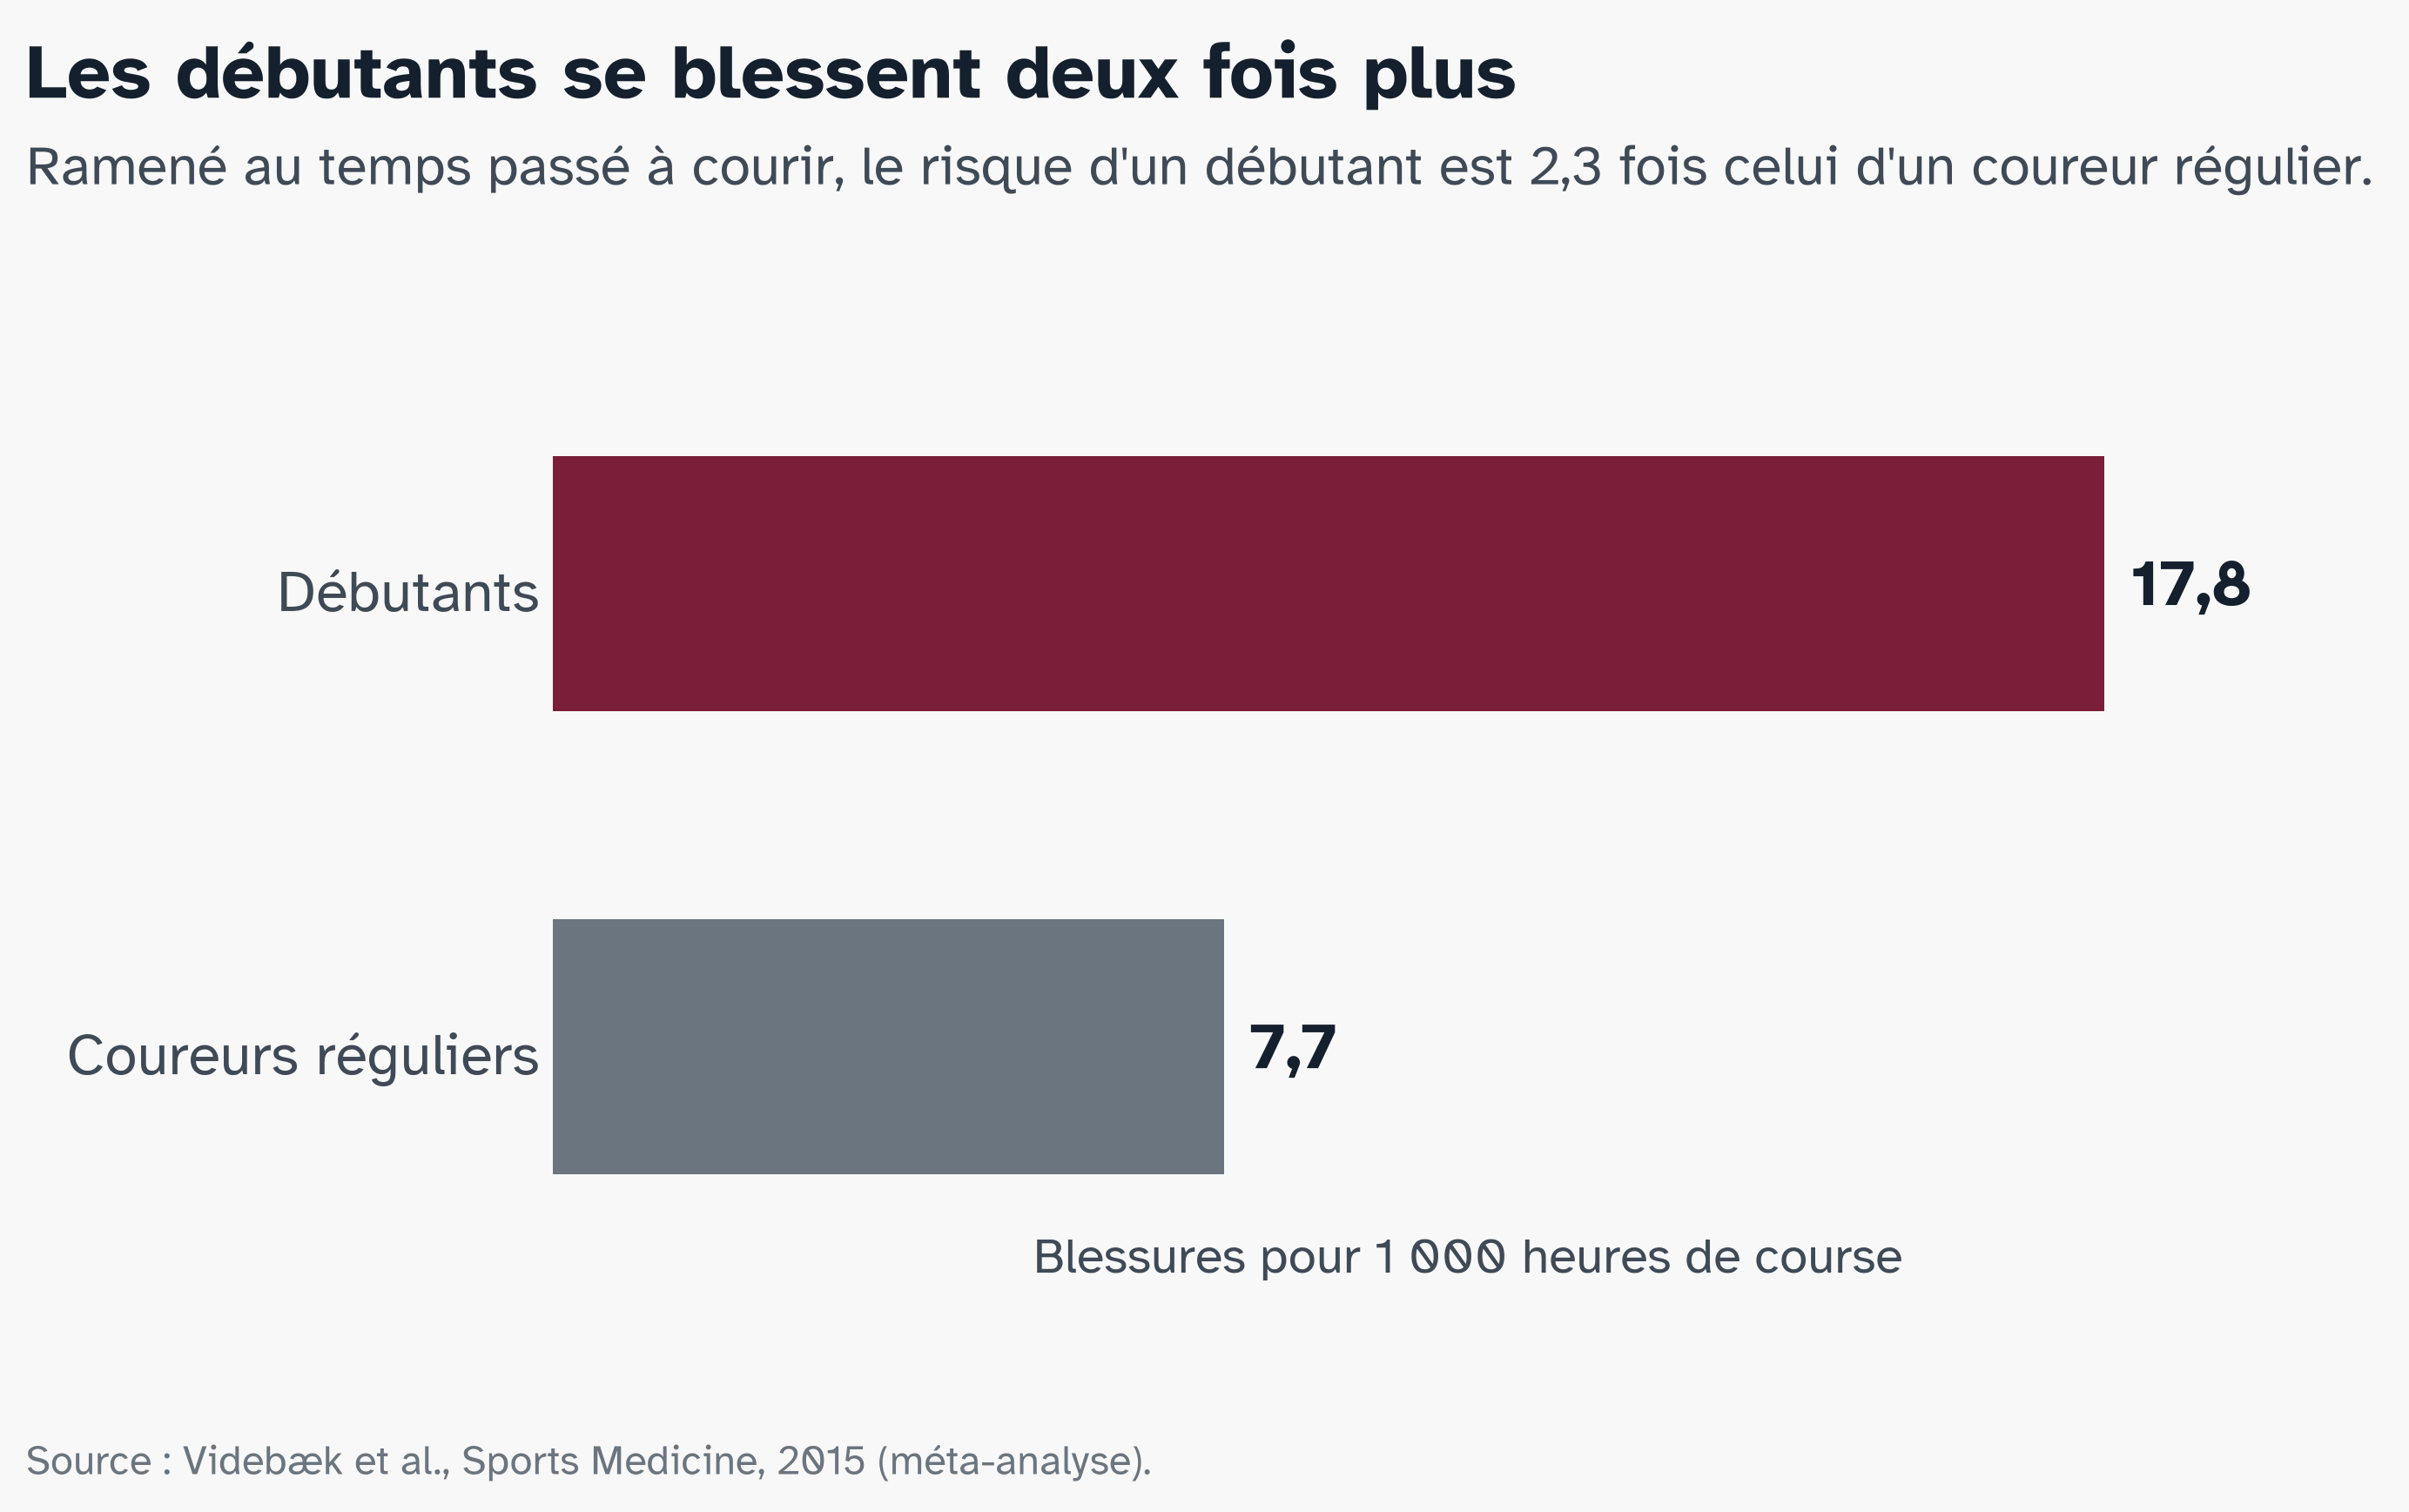 Les débutants se blessent deux fois plus
Ramené au temps passé à courir, le risque d'un débutant est 2,3 fois celui d'un coureur régulier.
Débutants
17,8
Coureurs réguliers
7,7
Blessures pour 1 000 heures de course
Source : Videbæk et al., Sports Medicine, 2015 (méta-analyse).